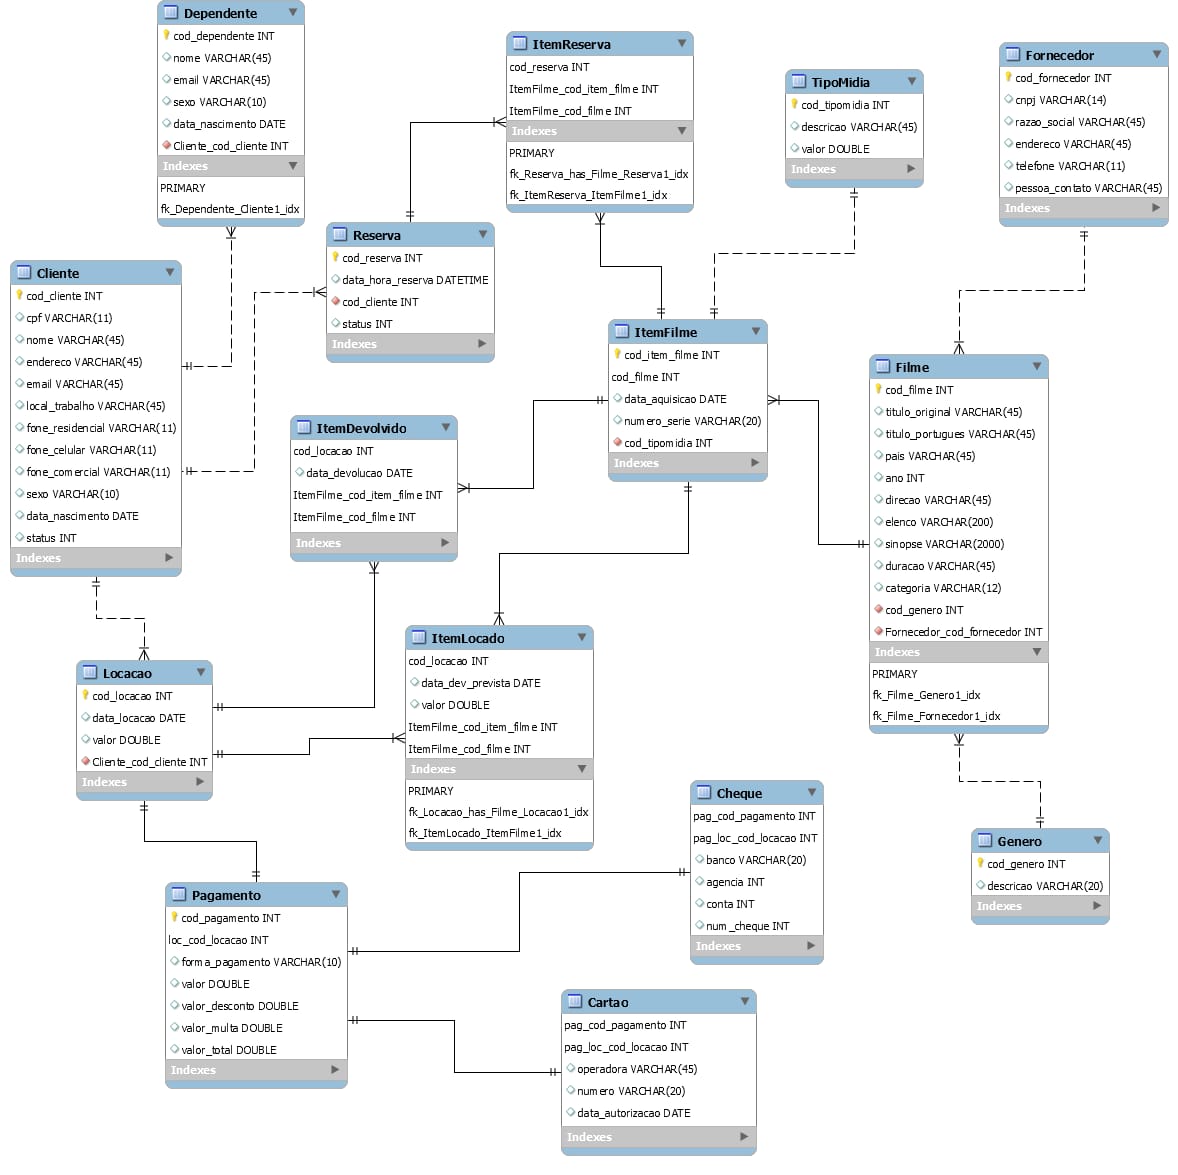 Dependente
cod_dependente INT
nome VARCHAR(45)
email VARCHAR(45)
sexo VARCHAR(10)
data_nascimento DATE
Cliente_cod_cliente INT
Indexes
PRIMARY
fk_Dependente_Cliente1_idx
ItemReserva
cod_reserva INT
ItemFilme_cod_item_filme INT
ItemFilme_cod_filme INT
Indexes
PRIMARY
fk_Reserva_has_Filme_Reserva1_idx
fk_ItemReserva_ItemFilme1_idx
TipoMidia
cod_tipomidia INT
descricao VARCHAR(45)
valor DOUBLE
Indexes
Fornecedor
cod_fornecedor INT
cnpj VARCHAR(14)
razao_social VARCHAR(45)
endereco VARCHAR(45)
telefone VARCHAR(11)
pessoa_contato VARCHAR(45)
Indexes
Cliente
cod_cliente INT
cpf VARCHAR(11)
nome VARCHAR(45)
endereco VARCHAR(45)
email VARCHAR(45)
local_trabalho VARCHAR(45)
fone_residencial VARCHAR(11)
fone_celular VARCHAR(11)
fone_comercial VARCHAR(11)
sexo VARCHAR(10)
data_nascimento DATE
status INT
Indexes
Reserva
cod_reserva INT
data_hora_reserva DATETIME
cod_cliente INT
status INT
Indexes
ItemFilme
cod_item_filme INT
cod_filme INT
data_aquisicao DATE
numero_serie VARCHAR(20)
cod_tipomidia INT
Indexes
Filme
cod_filme INT
titulo_original VARCHAR(45)
titulo_portugues VARCHAR(45)
pais VARCHAR(45)
ano INT
direcao VARCHAR(45)
elenco VARCHAR(200)
sinopse VARCHAR(2000)
duracao VARCHAR(45)
categoria VARCHAR(12)
cod_genero INT
Fornecedor_cod_fornecedor INT
Indexes
PRIMARY
fk_Filme_Genero1_idx
fk_Filme_Fornecedor1_idx
ItemDevolvido
cod_locacao INT
data_devolucao DATE
ItemFilme_cod_item_filme INT
ItemFilme_cod_filme INT
Indexes
ItemLocado
cod_locacao INT
data_dev_prevista DATE
valor DOUBLE
ItemFilme_cod_item_filme INT
ItemFilme_cod_filme INT
Indexes
PRIMARY
fk_Locacao_has_Filme_Locacao1_idx
fk_ItemLocado_ItemFilme1_idx
Locacao
cod_locacao INT
data_locacao DATE
valor DOUBLE
Cliente_cod_cliente INT
Indexes
Cheque
pag_cod_pagamento INT
pag_loc_cod_locacao INT
banco VARCHAR(20)
agencia INT
conta INT
num_cheque INT
Indexes
Genero
cod_genero INT
descricao VARCHAR(20)
Indexes
Pagamento
cod_pagamento INT
loc_cod_locacao INT
forma_pagamento VARCHAR(10)
valor DOUBLE
valor_desconto DOUBLE
valor_multa DOUBLE
valor_total DOUBLE
Indexes
Cartao
pag_cod_pagamento INT
pag_loc_cod_locacao INT
operadora VARCHAR(45)
numero VARCHAR(20)
data_autorizacao DATE
Indexes